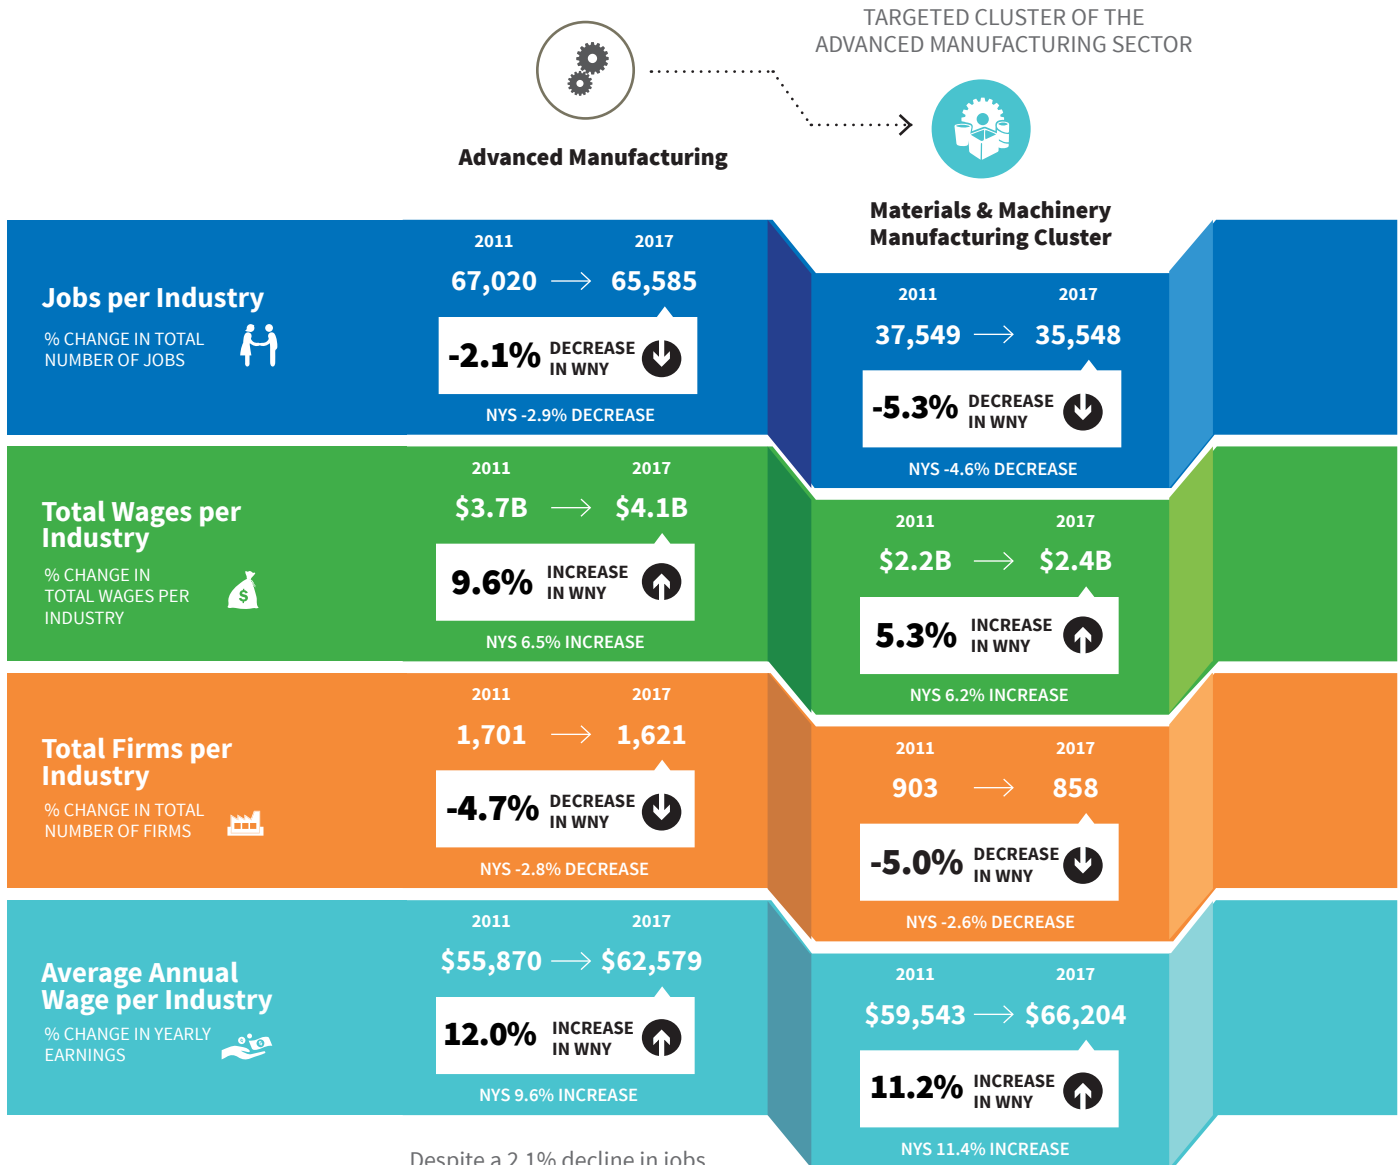 TARGETED CLUSTER OF THE
ADVANCED MANUFACTURING SECTOR
Advanced Manufacturing
Materials & Machinery
Manufacturing Cluster
Jobs per Industry
% CHANGE IN TOTAL
NUMBER OF JOBS
2011 2017
67,020 65,585
-2.1% DECREASE
IN WNY
NYS -2.9% DECREASE
2011 2017
37,549 35,548
-5.3% DECREASE
IN WNY
NYS -4.6% DECREASE
Total Wages per
Industry
% CHANGE IN
TOTAL WAGES PER
INDUSTRY
$
2011 2017
$3.7B $4.1B
9.6% INCREASE
IN WNY
NYS 6.5% INCREASE
2011 2017
$2.2B $2.4B
5.3% INCREASE
IN WNY
NYS 6.2% INCREASE
Total Firms per
Industry
% CHANGE IN TOTAL
NUMBER OF FIRMS
2011 2017
1,701 1,621
-4.7% DECREASE
IN WNY
NYS -2.8% DECREASE
2011 2017
903 858
-5.0% DECREASE
IN WNY
NYS -2.6% DECREASE
Average Annual
Wage per Industry
% CHANGE IN YEARLY
EARNINGS
2011 2017
$55,870 $62,579
12.0% INCREASE
IN WNY
NYS 9.6% INCREASE
2011 2017
$59,543 $66,204
11.2% INCREASE
IN WNY
NYS 11.4% INCREASE
Despite a 2.1% decline in jobs